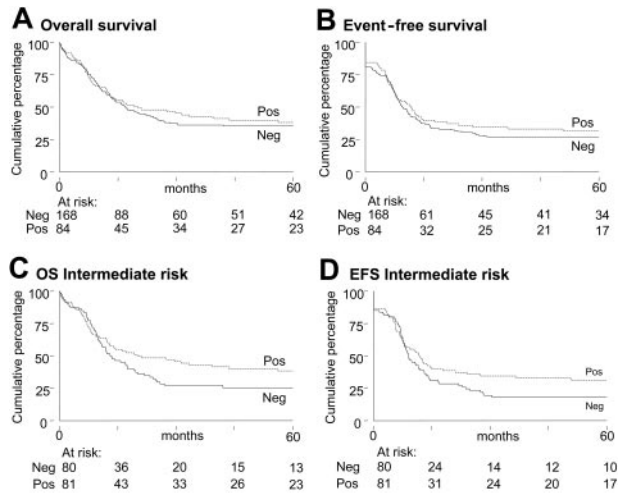 A Overall survival
Cumulative percentage
100
75
50
25
0
Pos
Neg
0 months 60
At risk:
Neg 168 88 60 51 42
Pos 84 45 34 27 23
B Event-free survival
Cumulative percentage
100
75
50
25
0
Pos
Neg
0 months 60
At risk:
Neg 168 61 45 41 34
Pos 84 32 25 21 17
C OS Intermediate risk
Cumulative percentage
100
75
50
25
0
Pos
Neg
0 months 60
At risk:
Neg 80 36 20 15 13
Pos 81 43 33 26 23
D EFS Intermediate risk
Cumulative percentage
100
75
50
25
0
Pos
Neg
0 months 60
At risk:
Neg 80 24 14 12 10
Pos 81 31 24 20 17